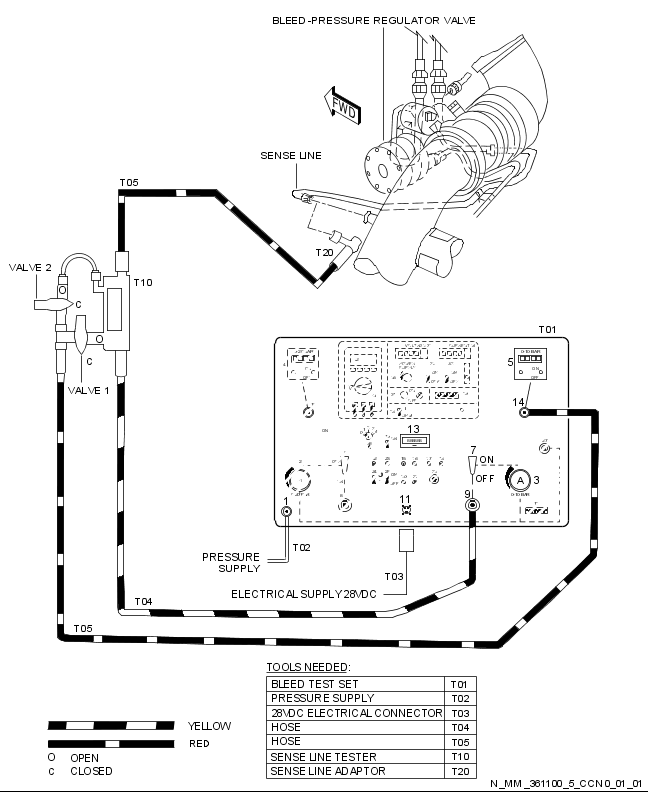 BLEED-PRESSURE REGULATOR VALVE
FWD
SENSE LINE
T05
T20
VALVE 2
O
C
T10
O
C
VALVE 1
T01
5
14
13
7
ON
OFF
A
3
1
11
9
T02
PRESSURE
SUPPLY
T03
ELECTRICAL SUPPLY 28VDC
T04
T05
TOOLS NEEDED:
BLEED TEST SET T01
PRESSURE SUPPLY T02
28VDC ELECTRICAL CONNECTOR T03
HOSE T04
HOSE T05
SENSE LINE TESTER T10
SENSE LINE ADAPTOR T20
YELLOW
RED
O OPEN
C CLOSED
N_MM_361100_5_CCN0_01_01